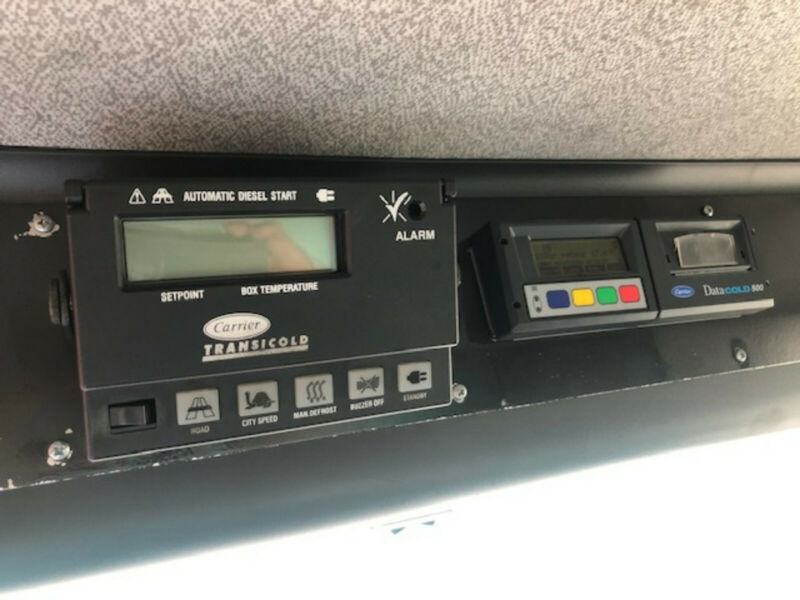 AUTOMATIC DIESEL START
ALARM
SETPOINT
BOX TEMPERATURE
Carrier
TRANSICOLD
ROAD
CITY SPEED
MAN.DEFROST
BUZZER OFF
STANDBY
Carrier
DataCOLD 500